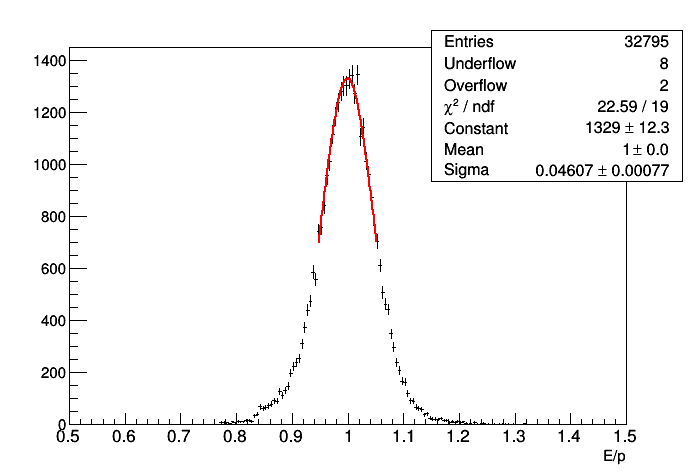 Entries 32795
Underflow 8
Overflow 2
χ² / ndf 22.59 / 19
Constant 1329 ± 12.3
Mean 1 ± 0.0
Sigma 0.04607 ± 0.00077
1400
1200
1000
800
600
400
200
0
0.5 0.6 0.7 0.8 0.9 1 1.1 1.2 1.3 1.4 1.5
E/p